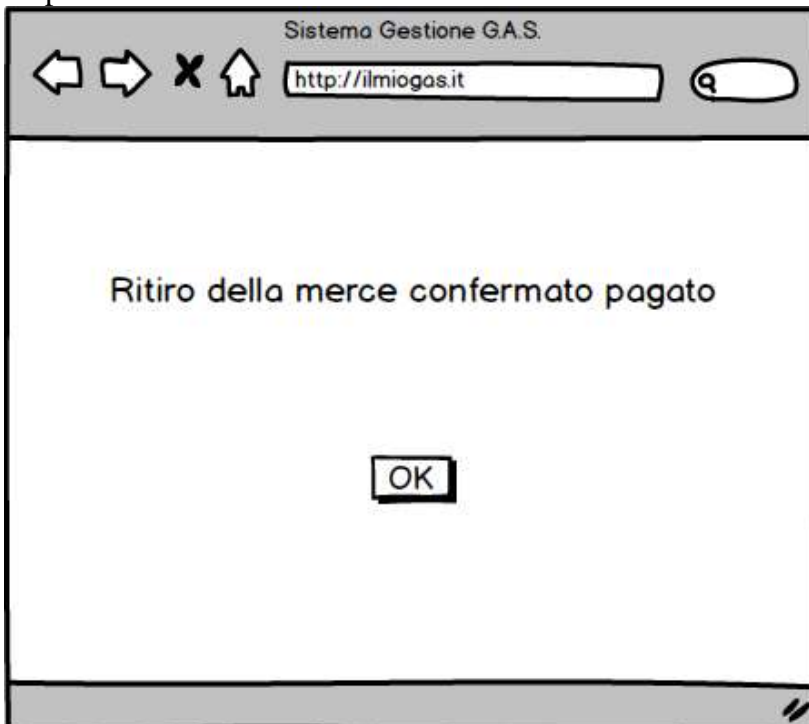 Sistema Gestione G.A.S.
http://ilmiogas.it
Ritiro della merce confermato pagato
OK